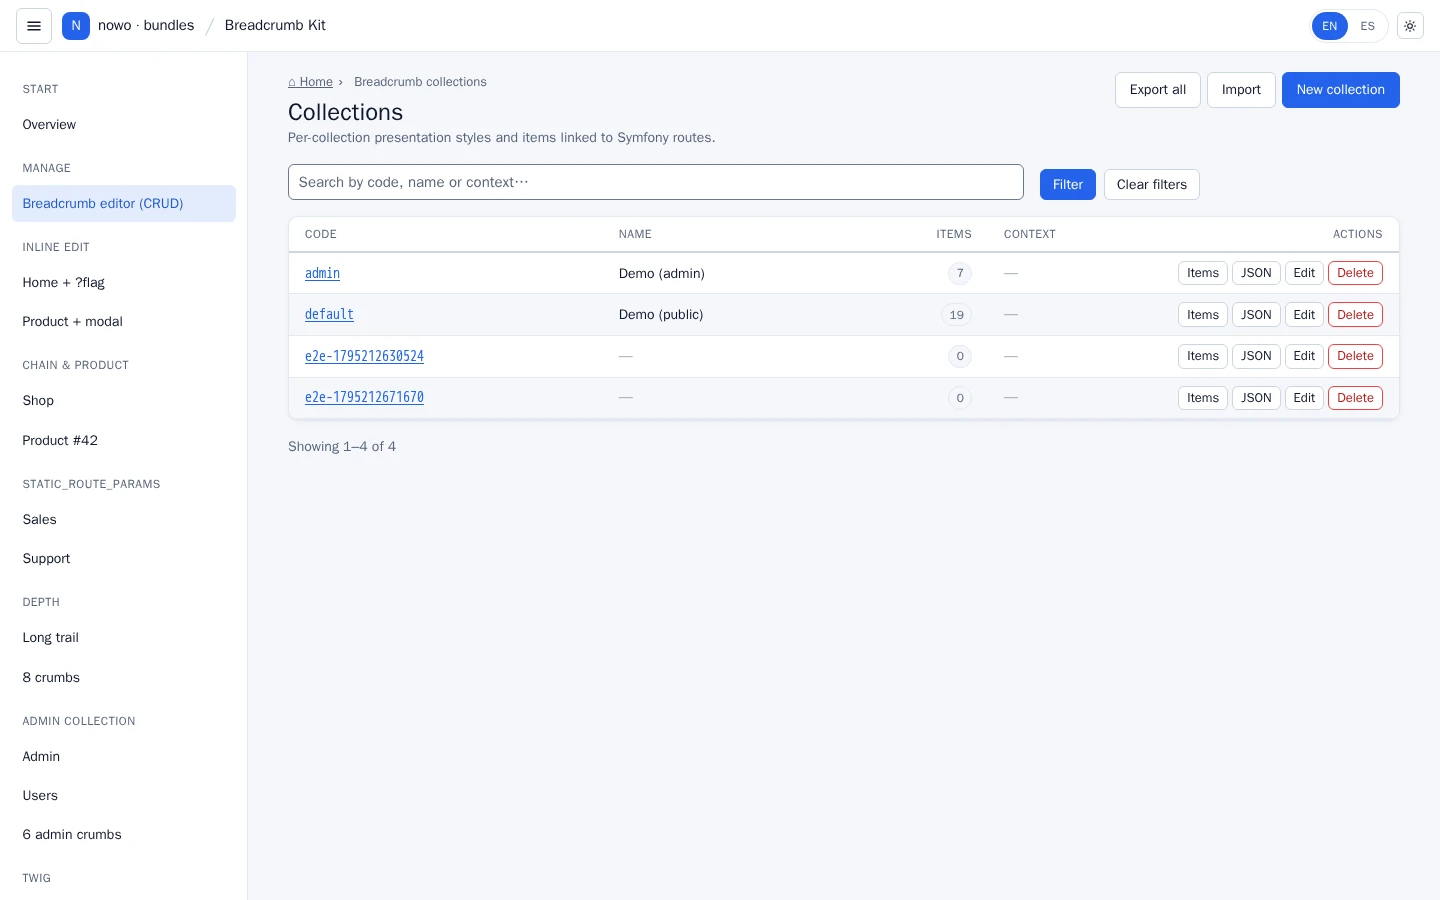 N nowo · bundles / Breadcrumb Kit
EN ES
START
Overview
MANAGE
Breadcrumb editor (CRUD)
INLINE EDIT
Home + ?flag
Product + modal
CHAIN & PRODUCT
Shop
Product #42
STATIC_ROUTE_PARAMS
Sales
Support
DEPTH
Long trail
8 crumbs
ADMIN COLLECTION
Admin
Users
6 admin crumbs
TWIG
⌂ Home › Breadcrumb collections
Collections
Per-collection presentation styles and items linked to Symfony routes.
Export all Import New collection
Search by code, name or context···
Filter Clear filters
CODE NAME ITEMS CONTEXT ACTIONS
admin Demo (admin) 7 — Items JSON Edit Delete
default Demo (public) 19 — Items JSON Edit Delete
e2e-1795212630524 — 0 — Items JSON Edit Delete
e2e-1795212671670 — 0 — Items JSON Edit Delete
Showing 1–4 of 4